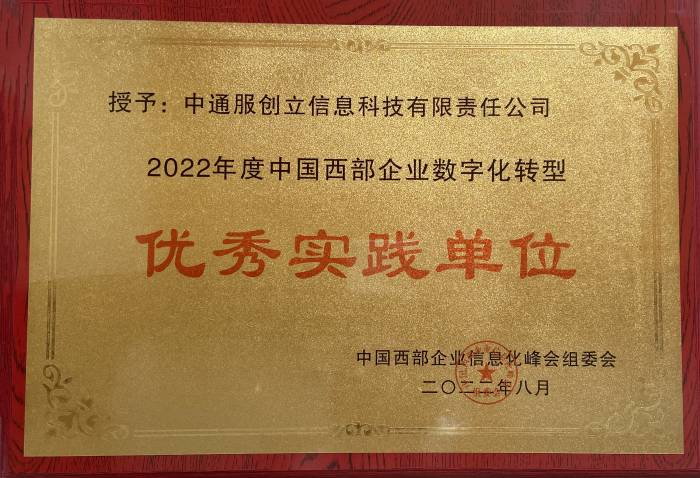 授予：中通服创立信息科技有限责任公司
2022年度中国西部企业数字化转型
优秀实践单位
中国西部企业信息化峰会组委会
二〇二二年八月